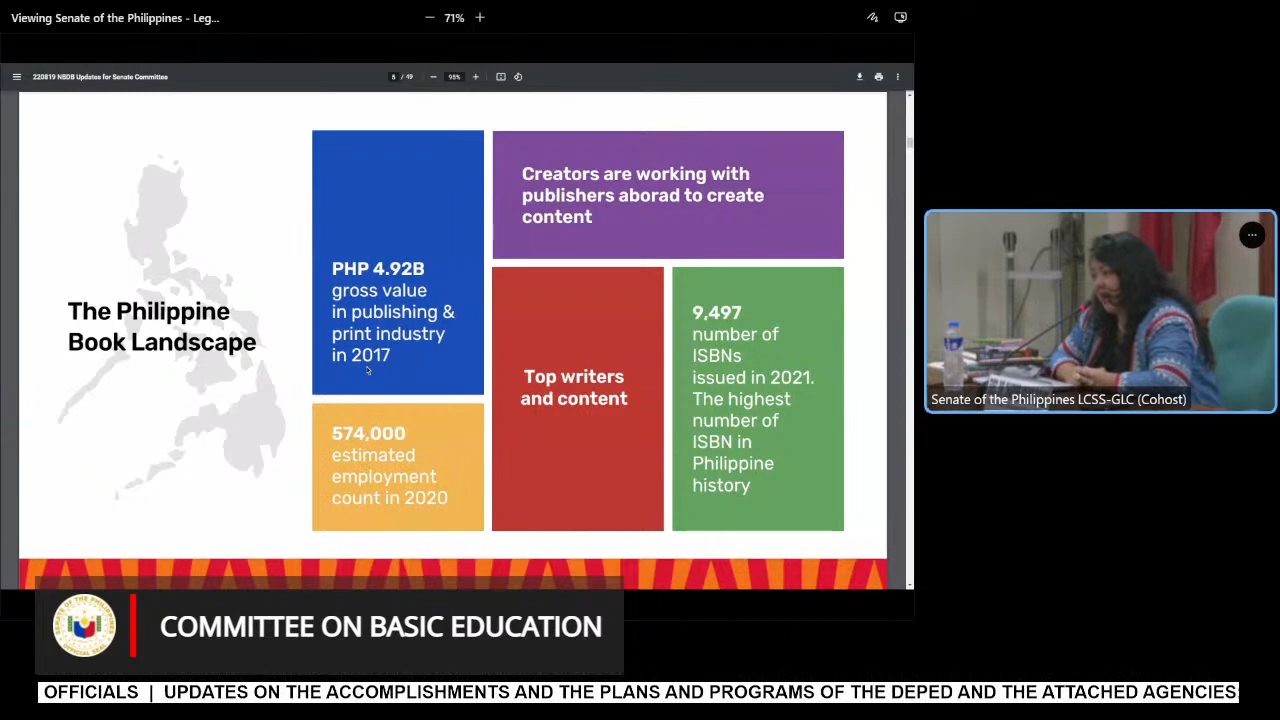 Viewing Senate of the Philippines - Leg...
71%
220819 NBDB Updates for Senate Committee
5 / 49
95%
The Philippine
Book Landscape
PHP 4.92B
gross value
in publishing &
print industry
in 2017
574,000
estimated
employment
count in 2020
Creators are working with
publishers aborad to create
content
Top writers
and content
9,497
number of
ISBNs
issued in 2021.
The highest
number of
ISBN in
Philippine
history
Senate of the Philippines LCSS-GLC (Cohost)
COMMITTEE ON BASIC EDUCATION
OFFICIALS | UPDATES ON THE ACCOMPLISHMENTS AND THE PLANS AND PROGRAMS OF THE DEPED AND THE ATTACHED AGENCIES